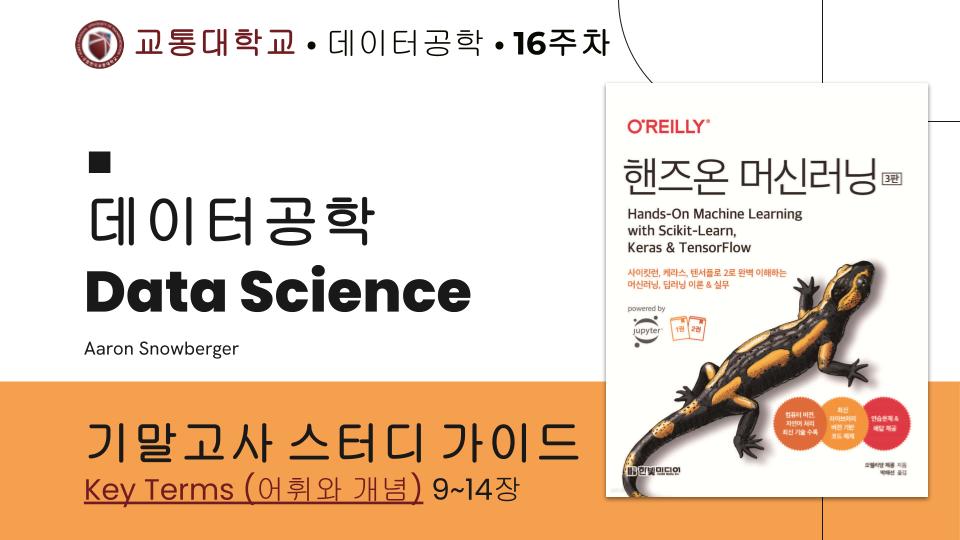 교통대학교 • 데이터공학 • 16주차
데이터공학
Data Science
Aaron Snowberger
기말고사 스터디 가이드
Key Terms (어휘와 개념) 9~14장
O'REILLY®
핸즈온 머신러닝 3판
Hands-On Machine Learning
with Scikit-Learn,
Keras & TensorFlow
사이킷런, 케라스, 텐서플로 2로 완벽 이해하는
머신러닝, 딥러닝 이론 & 실무
powered by
jupyter
1권 2권
컴퓨터 비전,
자연어 처리
최신 기술 수록
최신
라이브러리
버전 기반
코드 예제
연습문제 &
해답 제공
오렐리앙 제롱 지음
박해선 옮김
한빛미디어